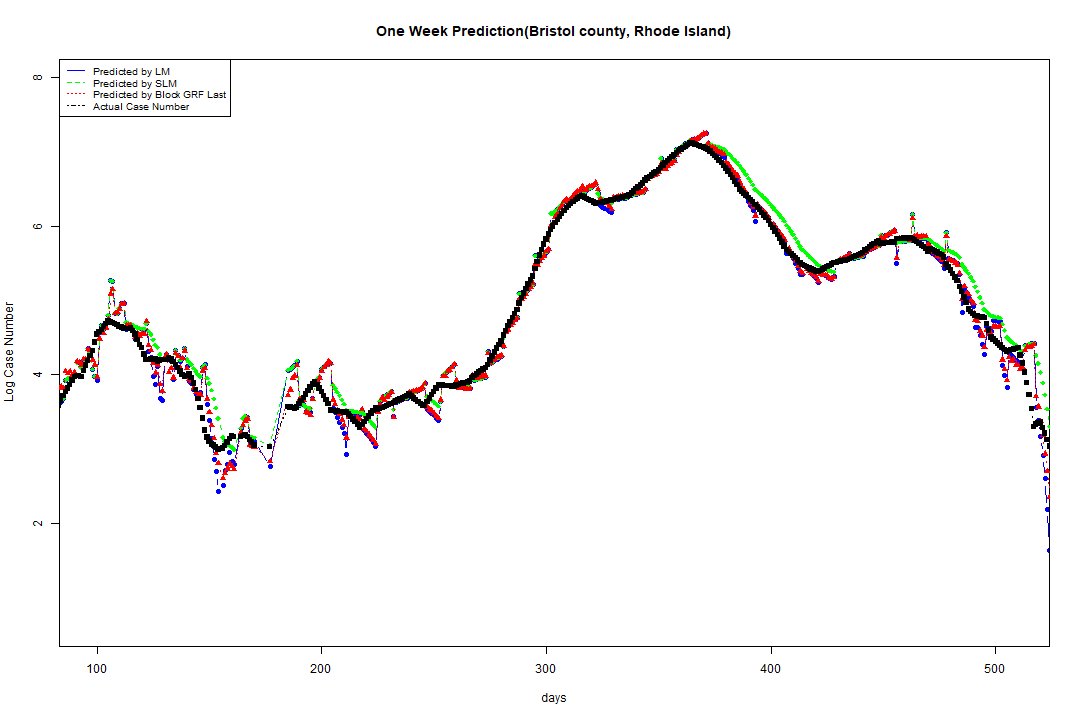 One Week Prediction(Bristol county, Rhode Island)
Predicted by LM
Predicted by SLM
Predicted by Block GRF Last
Actual Case Number
Log Case Number
8
6
4
2
100 200 300 400 500
days